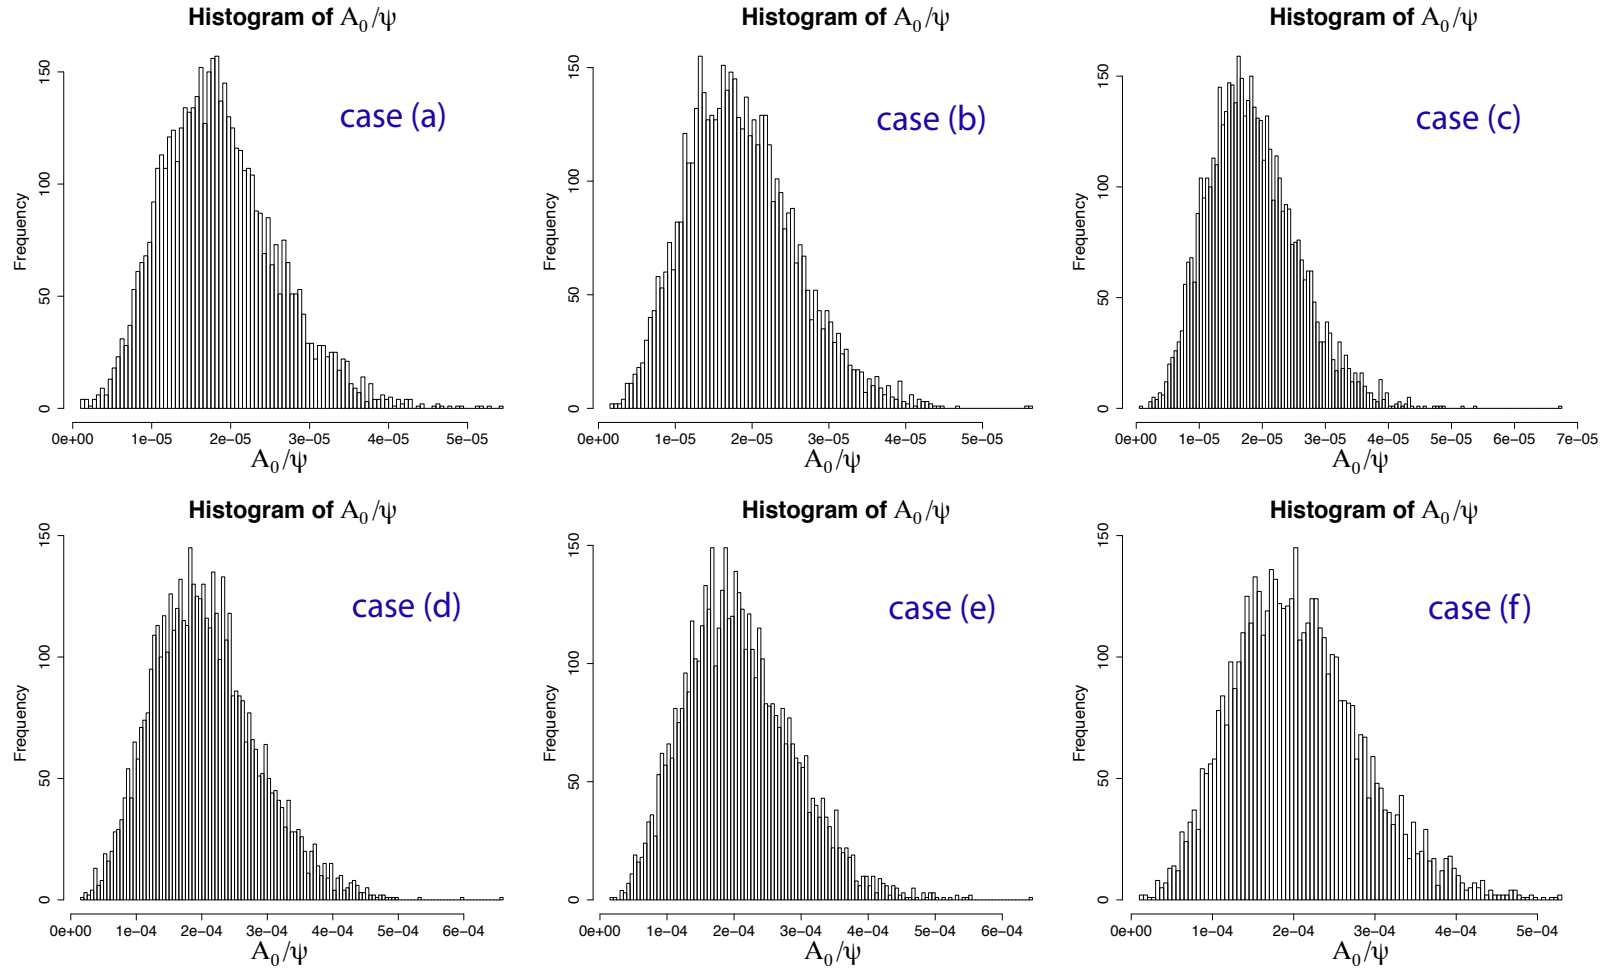 Histogram of A₀/ψ
case (a)
Frequency
0 50 100 150
0e+00 1e-05 2e-05 3e-05 4e-05 5e-05
A₀/ψ
Histogram of A₀/ψ
case (b)
Frequency
0 50 100 150
0e+00 1e-05 2e-05 3e-05 4e-05 5e-05
A₀/ψ
Histogram of A₀/ψ
case (c)
Frequency
0 50 100 150
0e+00 1e-05 2e-05 3e-05 4e-05 5e-05 6e-05 7e-05
A₀/ψ
Histogram of A₀/ψ
case (d)
Frequency
0 50 100 150
0e+00 1e-04 2e-04 3e-04 4e-04 5e-04 6e-04
A₀/ψ
Histogram of A₀/ψ
case (e)
Frequency
0 50 100 150
0e+00 1e-04 2e-04 3e-04 4e-04 5e-04 6e-04
A₀/ψ
Histogram of A₀/ψ
case (f)
Frequency
0 50 100 150
0e+00 1e-04 2e-04 3e-04 4e-04 5e-04
A₀/ψ